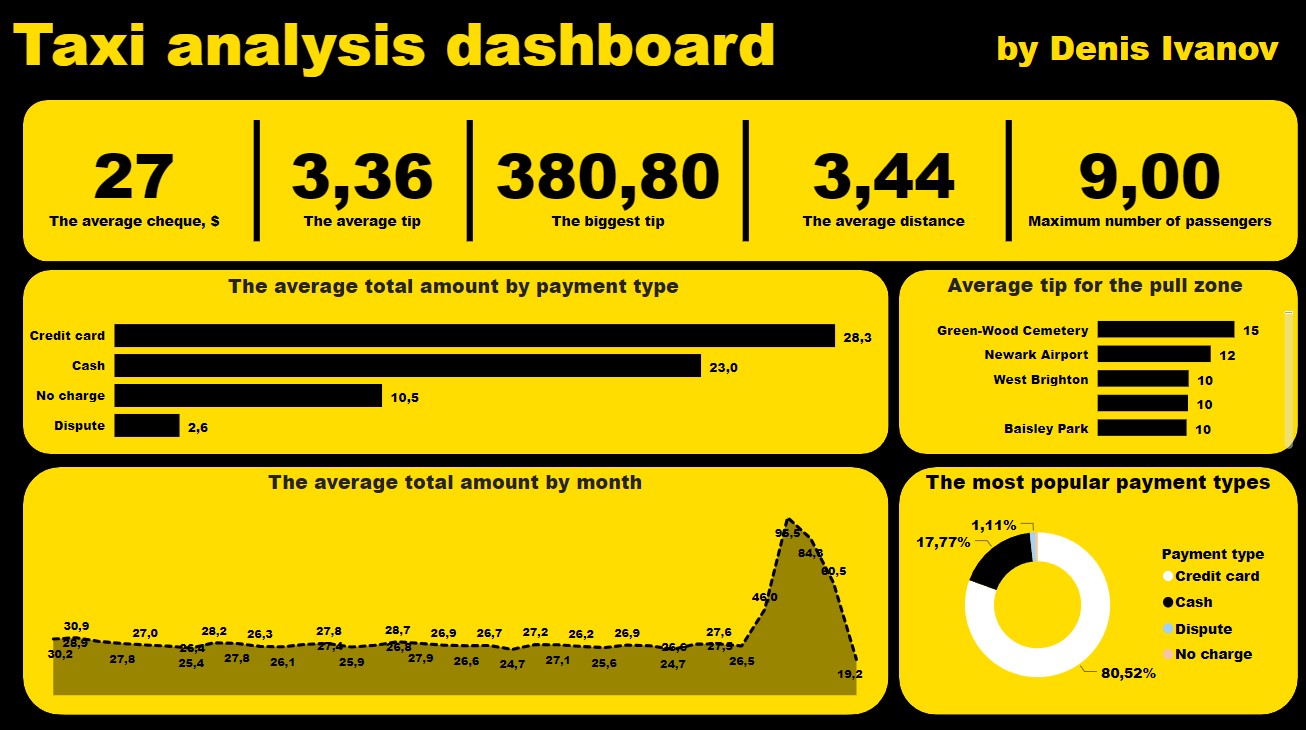 Taxi analysis dashboard
by Denis Ivanov
27
The average cheque, $
3,36
The average tip
380,80
The biggest tip
3,44
The average distance
9,00
Maximum number of passengers
The average total amount by payment type
Credit card 28,3
Cash 23,0
No charge 10,5
Dispute 2,6
Average tip for the pull zone
Green-Wood Cemetery 15
Newark Airport 12
West Brighton 10
10
Baisley Park 10
The average total amount by month
95,5
84,3
60,5
46,0
30,9 27,0 28,2 26,3 27,8 28,7 26,9 26,7 27,2 26,2 26,9 27,6
28,9 26,4 27,4 26,8
30,2 27,8 25,4 27,8 26,1 25,9 27,9 26,6 24,7 27,1 25,6 24,7 26,5
19,2
The most popular payment types
1,11%
17,77%
80,52%
Payment type
Credit card
Cash
Dispute
No charge